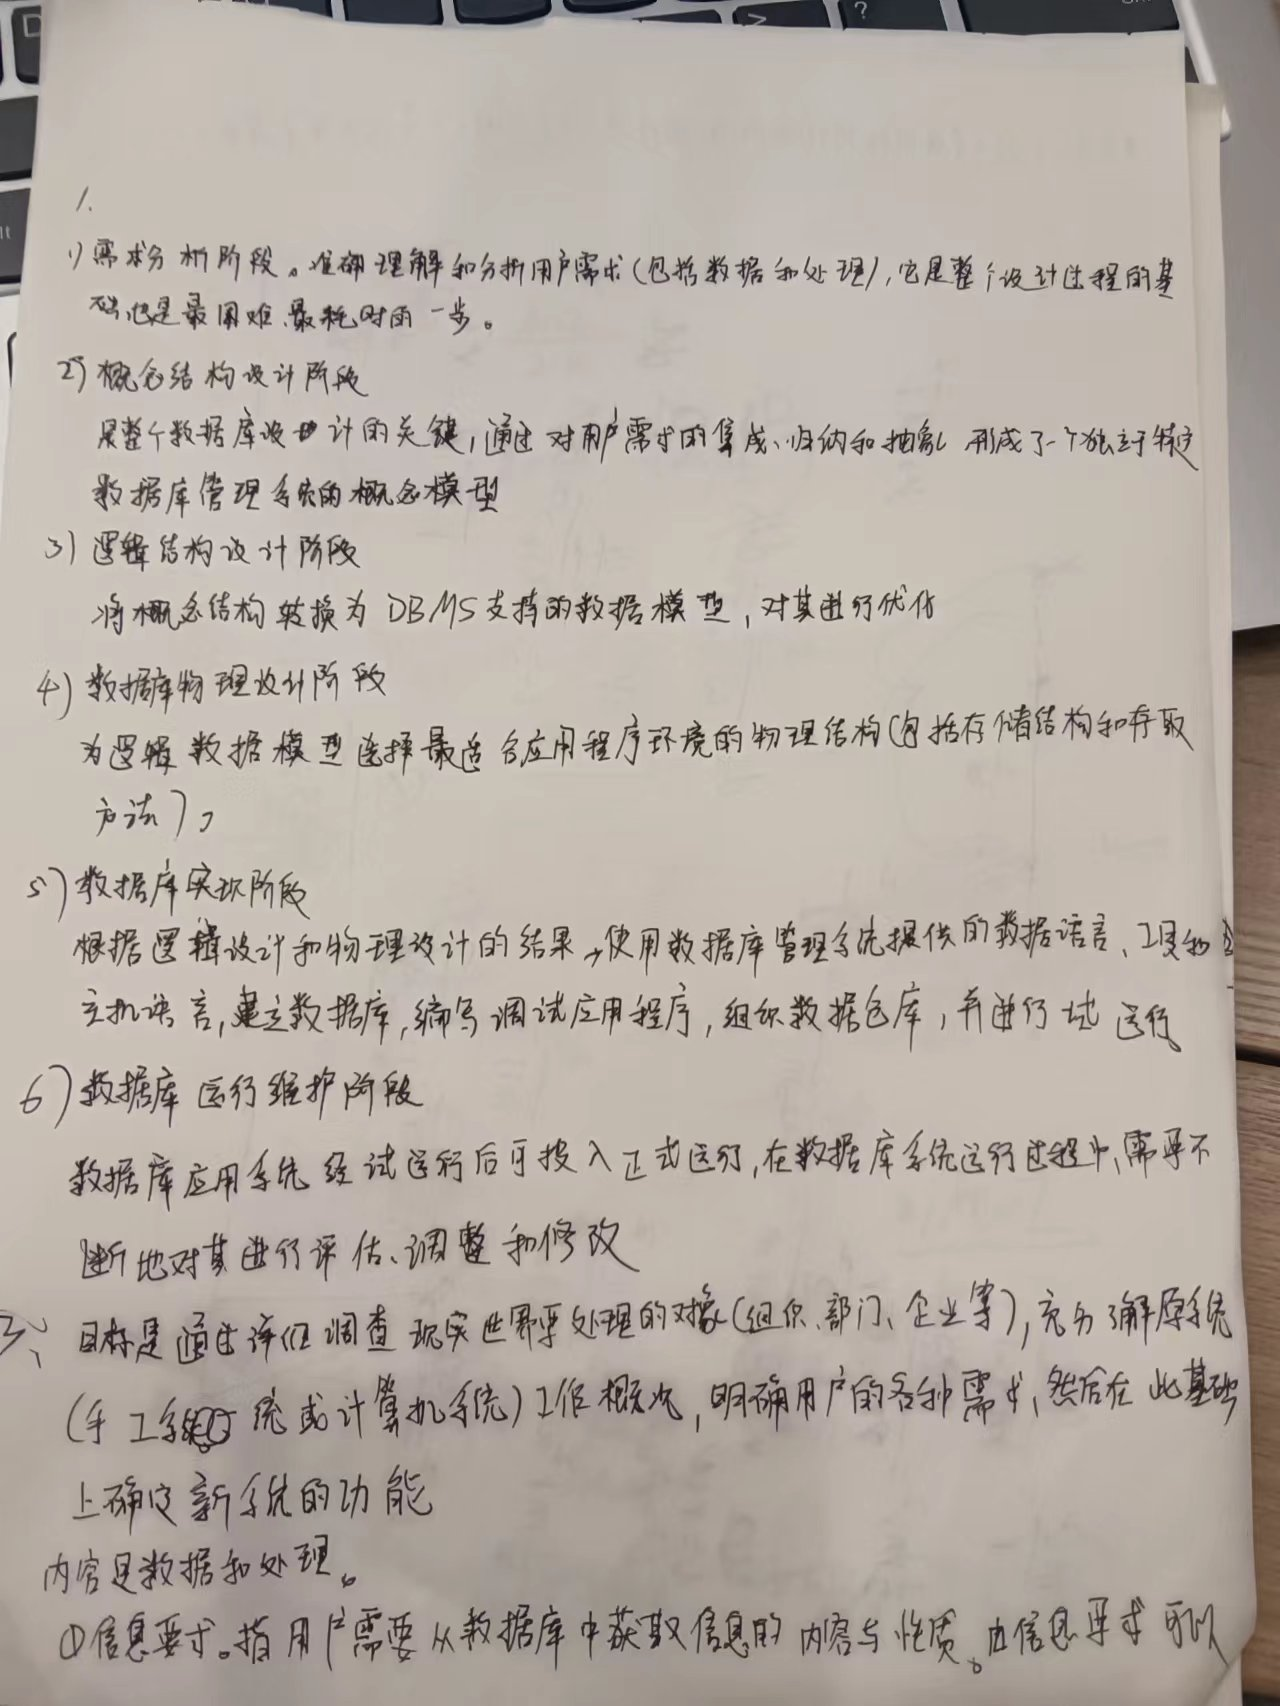 1.
1) 需求分析阶段。准确理解和分析用户需求(包括数据和处理),它是整个设计过程的基
础,也是最困难、最耗时的一步。
2) 概念结构设计阶段
是整个数据库设计的关键,通过对用户需求的集成、归纳和抽象 形成了一个独立于特定
数据库管理系统的概念模型
3) 逻辑结构设计阶段
将概念结构转换为DBMS支持的数据模型,对其进行优化
4) 数据库物理设计阶段
为逻辑数据模型选择最适合应用程序环境的物理结构(包括存储结构和存取
方法)。
5) 数据库实现阶段
根据逻辑设计和物理设计的结果,使用数据库管理系统提供的数据语言、工具和
主机语言,建立数据库,编写调试应用程序,组织数据仓库,并进行试运行。
6) 数据库运行维护阶段
数据库应用系统经试运行后可投入正式运行,在数据库系统运行过程中,需要不
断地对其进行评估、调整和修改
3、目标是通过详细调查现实世界要处理的对象(组织、部门、企业等),充分了解原系统
(手工系统或计算机系统)工作概况,明确用户的各种需求,然后在此基础
上确定新系统的功能
内容是数据和处理。
①信息要求。指用户需要从数据库中获取信息的内容与性质。由信息要求可以